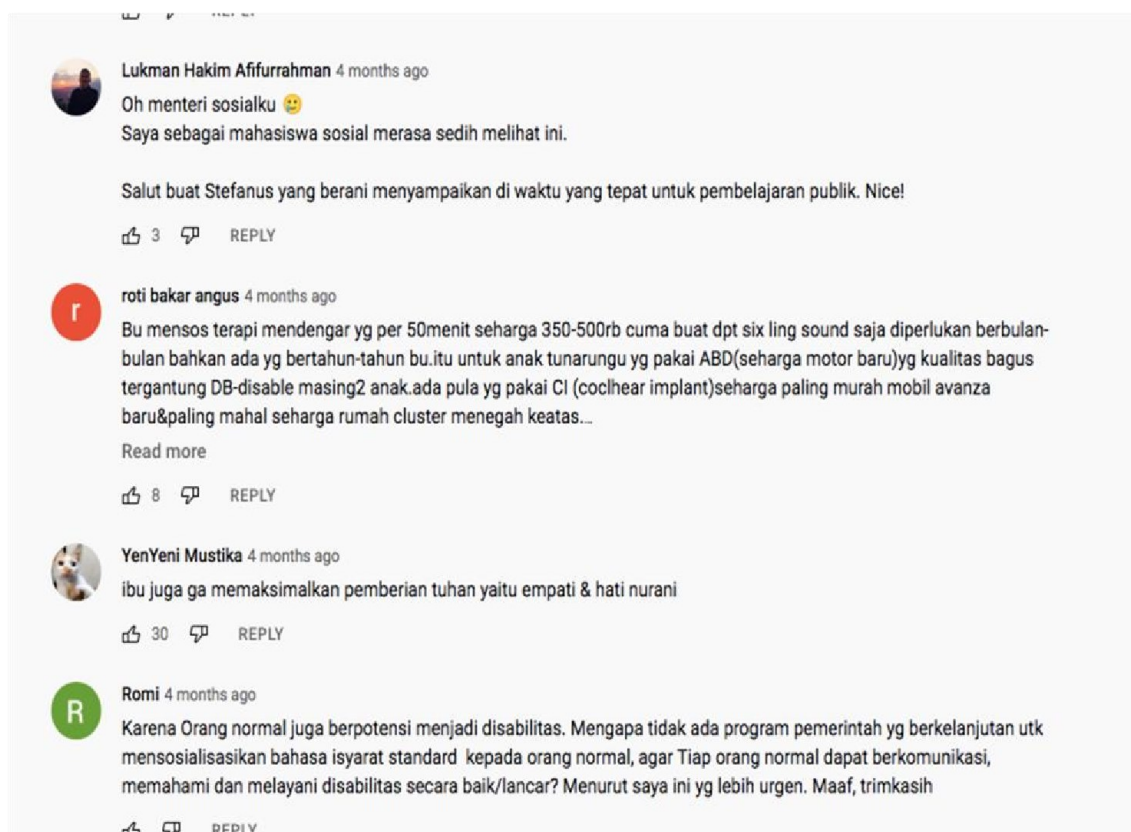 REPLY
Lukman Hakim Afifurrahman 4 months ago
Oh menteri sosialku 🥲
Saya sebagai mahasiswa sosial merasa sedih melihat ini.
Salut buat Stefanus yang berani menyampaikan di waktu yang tepat untuk pembelajaran publik. Nice!
3 REPLY
r
roti bakar angus 4 months ago
Bu mensos terapi mendengar yg per 50menit seharga 350-500rb cuma buat dpt six ling sound saja diperlukan berbulan-
bulan bahkan ada yg bertahun-tahun bu.itu untuk anak tunarungu yg pakai ABD(seharga motor baru)yg kualitas bagus
tergantung DB-disable masing2 anak.ada pula yg pakai CI (coclhear implant)seharga paling murah mobil avanza
baru&paling mahal seharga rumah cluster menegah keatas...
Read more
8 REPLY
YenYeni Mustika 4 months ago
ibu juga ga memaksimalkan pemberian tuhan yaitu empati & hati nurani
30 REPLY
R
Romi 4 months ago
Karena Orang normal juga berpotensi menjadi disabilitas. Mengapa tidak ada program pemerintah yg berkelanjutan utk
mensosialisasikan bahasa isyarat standard kepada orang normal, agar Tiap orang normal dapat berkomunikasi,
memahami dan melayani disabilitas secara baik/lancar? Menurut saya ini yg lebih urgen. Maaf, trimkasih
REPLY